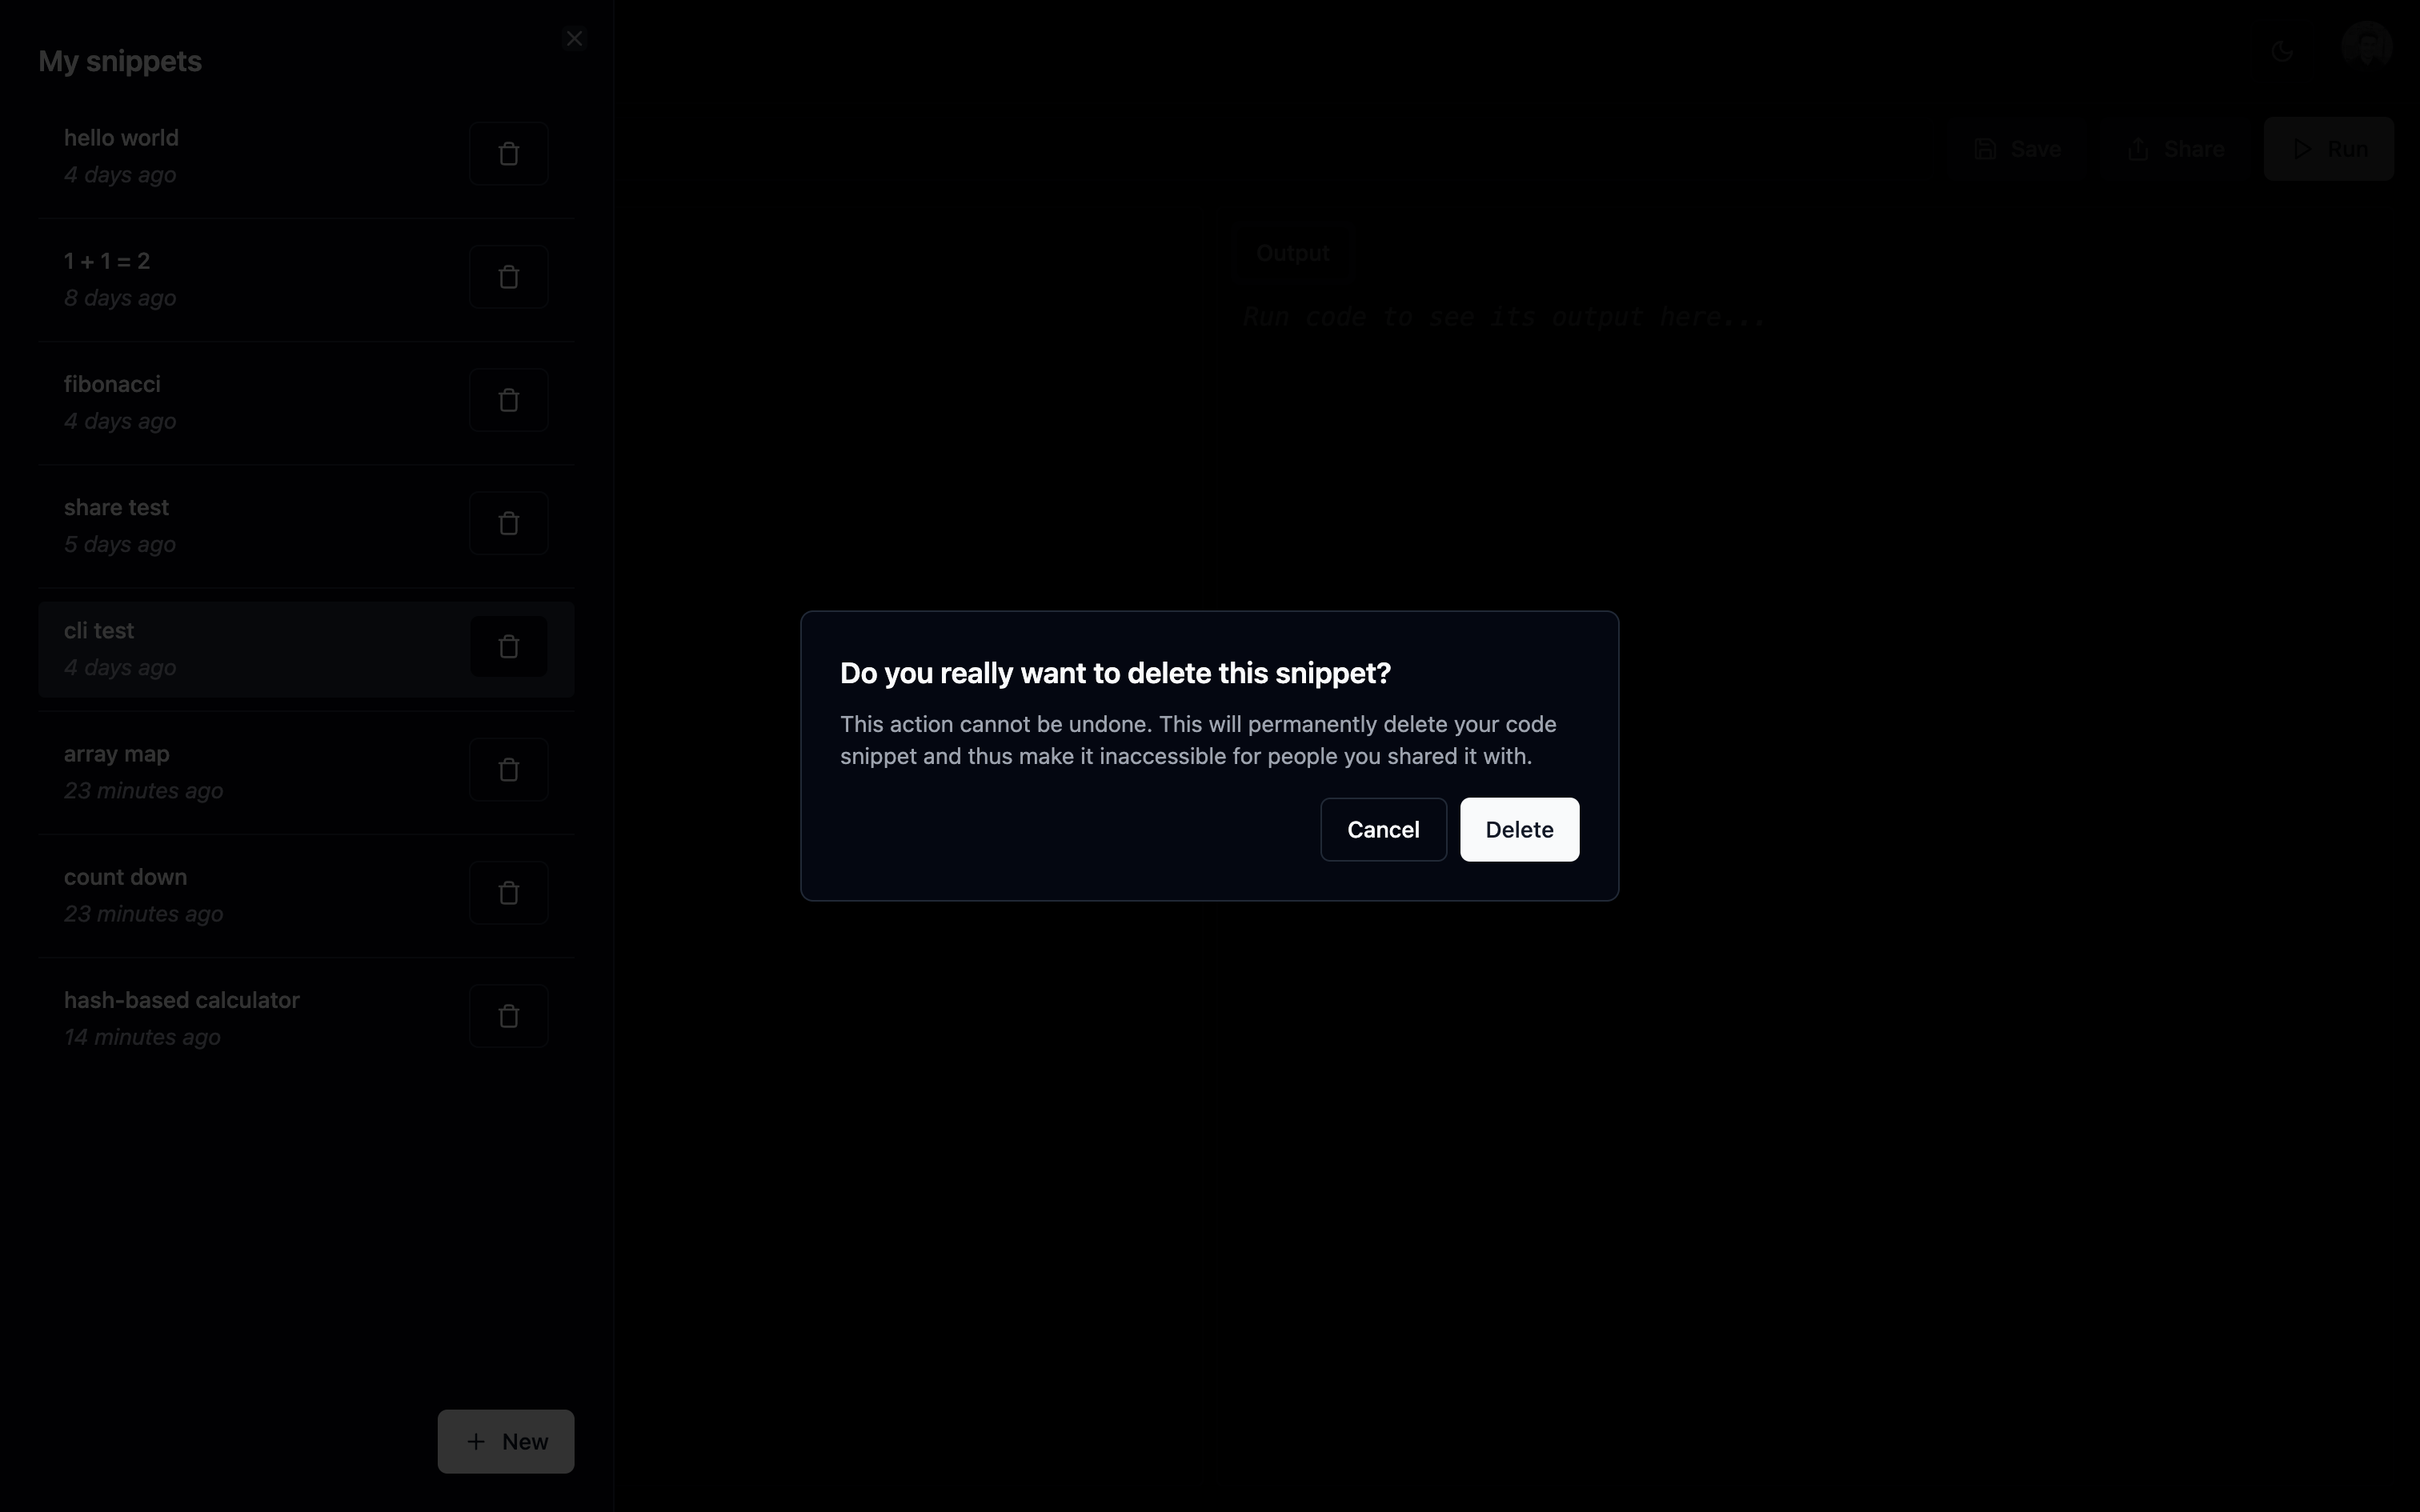 My snippets
hello world
4 days ago
1 + 1 = 2
8 days ago
fibonacci
4 days ago
share test
5 days ago
cli test
4 days ago
array map
23 minutes ago
count down
23 minutes ago
hash-based calculator
14 minutes ago
New
Save
Share
Run
Output
Run code to see its output here...
Do you really want to delete this snippet?
This action cannot be undone. This will permanently delete your code
snippet and thus make it inaccessible for people you shared it with.
Cancel
Delete